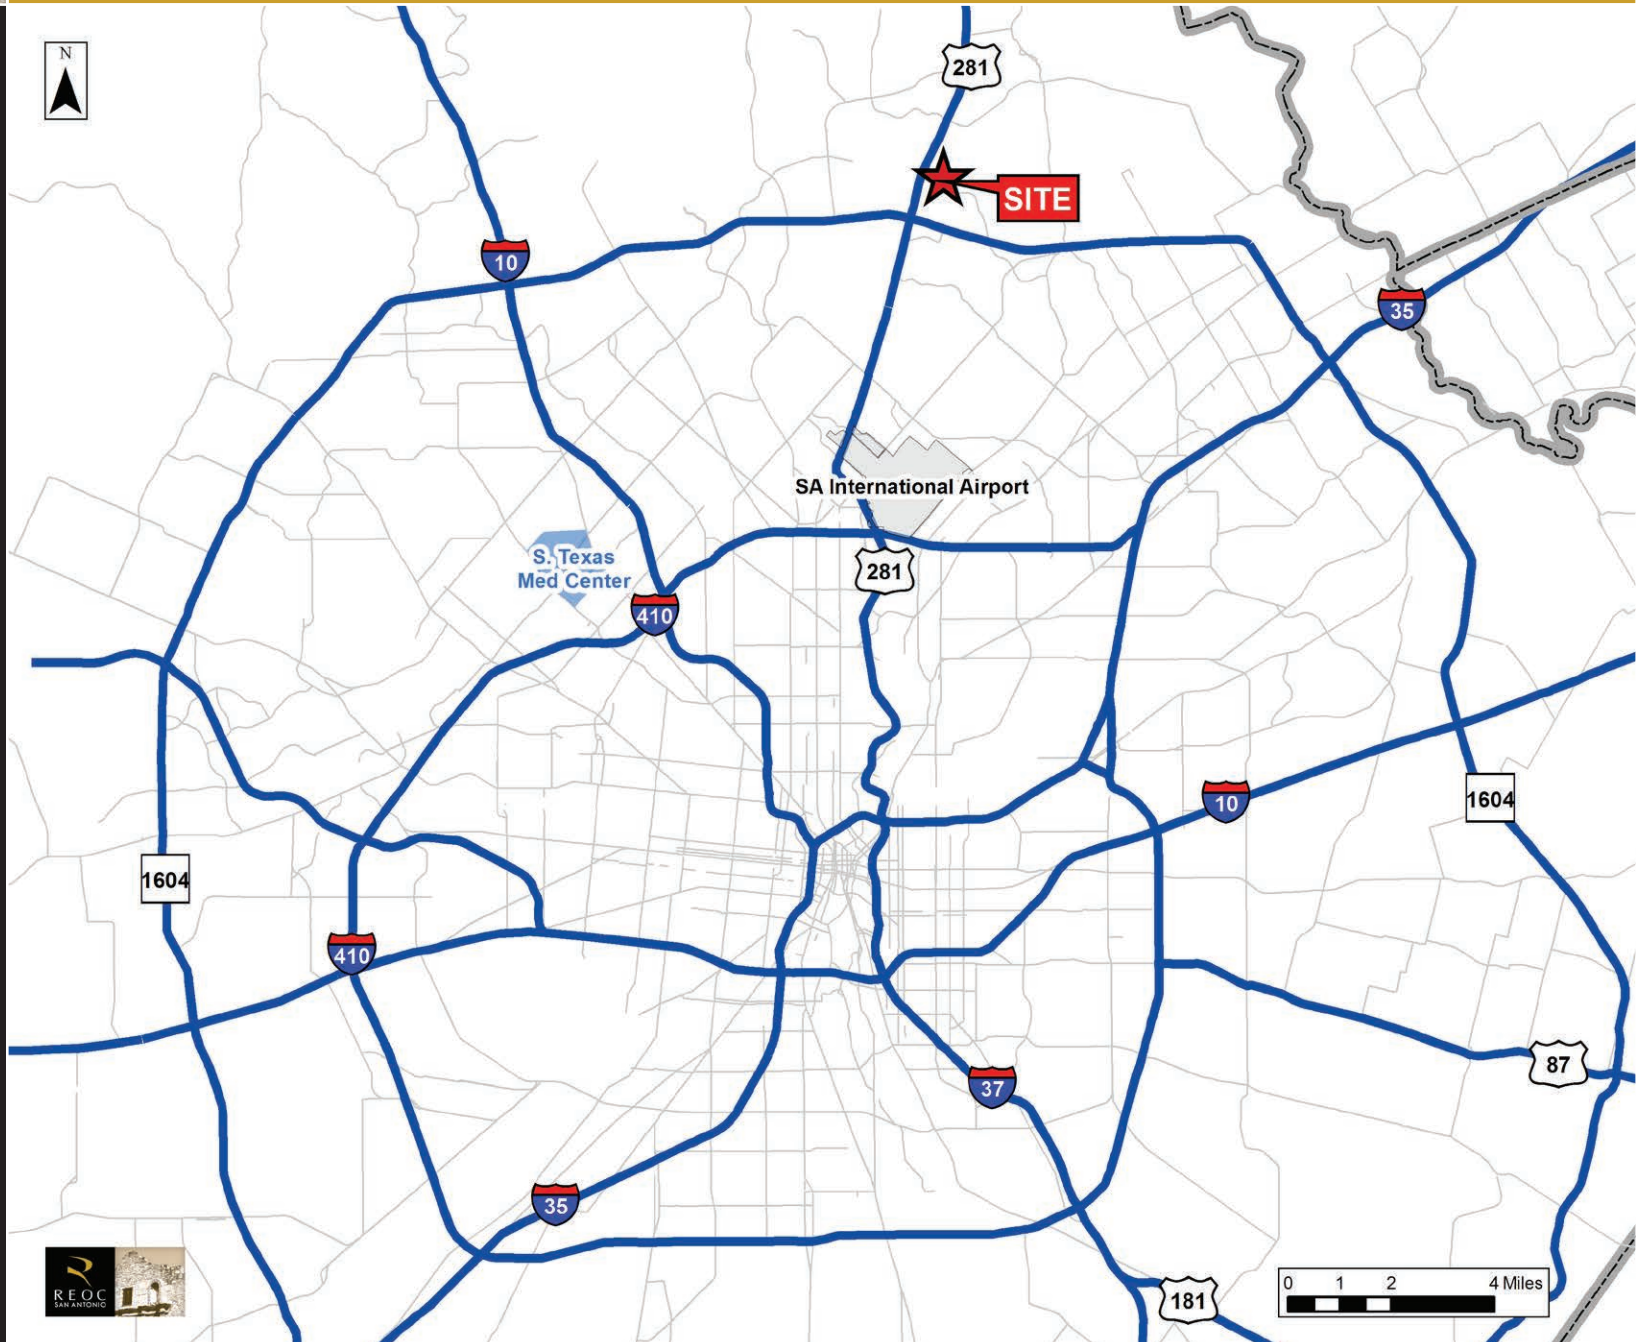 N
281
SITE
10
35
SA International Airport
S. Texas
Med Center
281
410
10
1604
1604
410
87
37
35
181
0 1 2 4 Miles
REOC
SAN ANTONIO